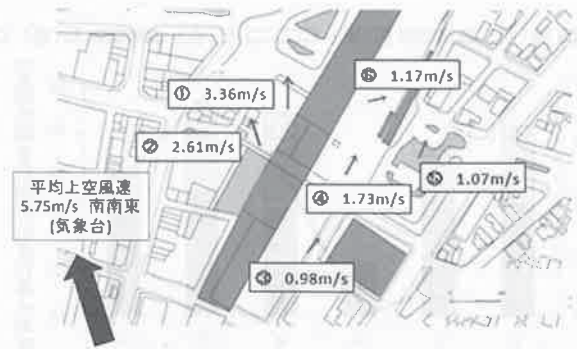 ⑥ 1.17m/s
① 3.36m/s
② 2.61m/s
⑤ 1.07m/s
平均上空風速
5.75m/s 南南東
(気象台)
④ 1.73m/s
③ 0.98m/s